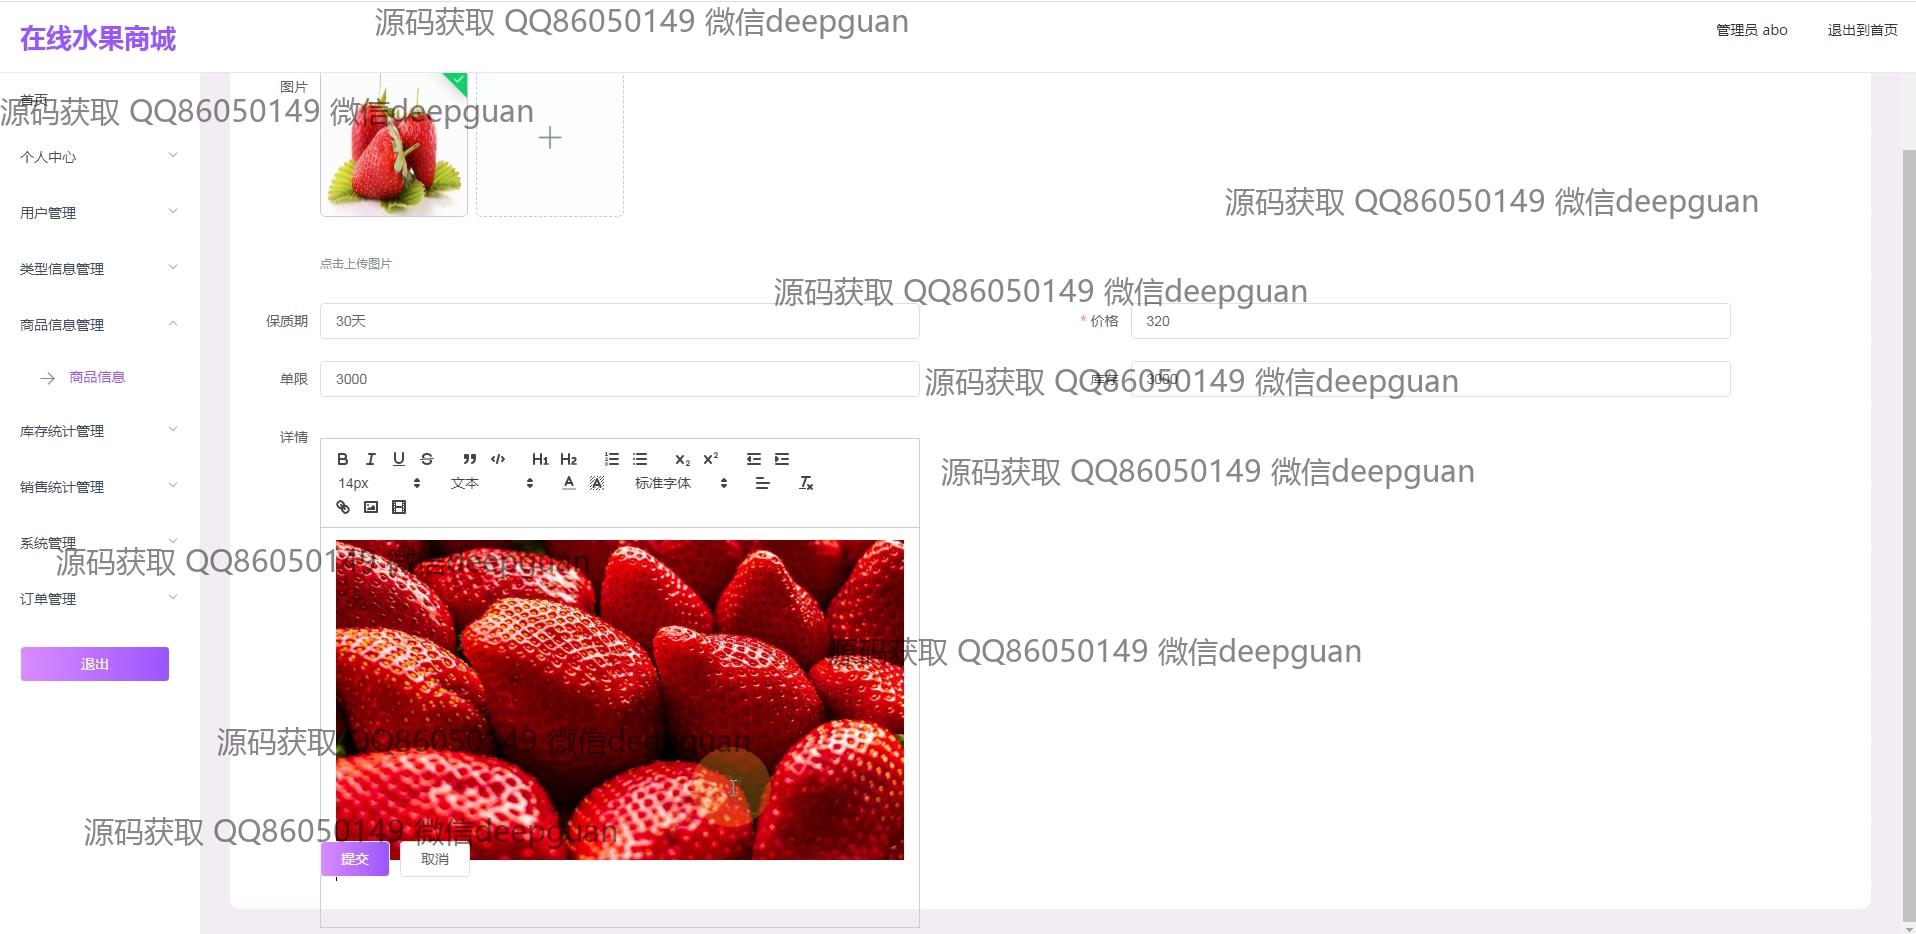 源码获取 QQ86050149 微信deepguan
在线水果商城
管理员 abo
退出到首页
首页
源码获取 QQ86050149 微信deepguan
图片
个人中心
用户管理
源码获取 QQ86050149 微信deepguan
类型信息管理
点击上传图片
源码获取 QQ86050149 微信deepguan
商品信息管理
保质期
30天
* 价格
320
商品信息
单限
3000
库存
3000
源码获取 QQ86050149 微信deepguan
库存统计管理
详情
B I U S H1 H2 X2 X2
源码获取 QQ86050149 微信deepguan
销售统计管理
14px
文本
A A
标准字体
Tx
系统管理
源码获取 QQ86050149 微信deepguan
订单管理
退出
源码获取 QQ86050149 微信deepguan
源码获取 QQ86050149 微信deepguan
源码获取 QQ86050149 微信deepguan
提交
取消